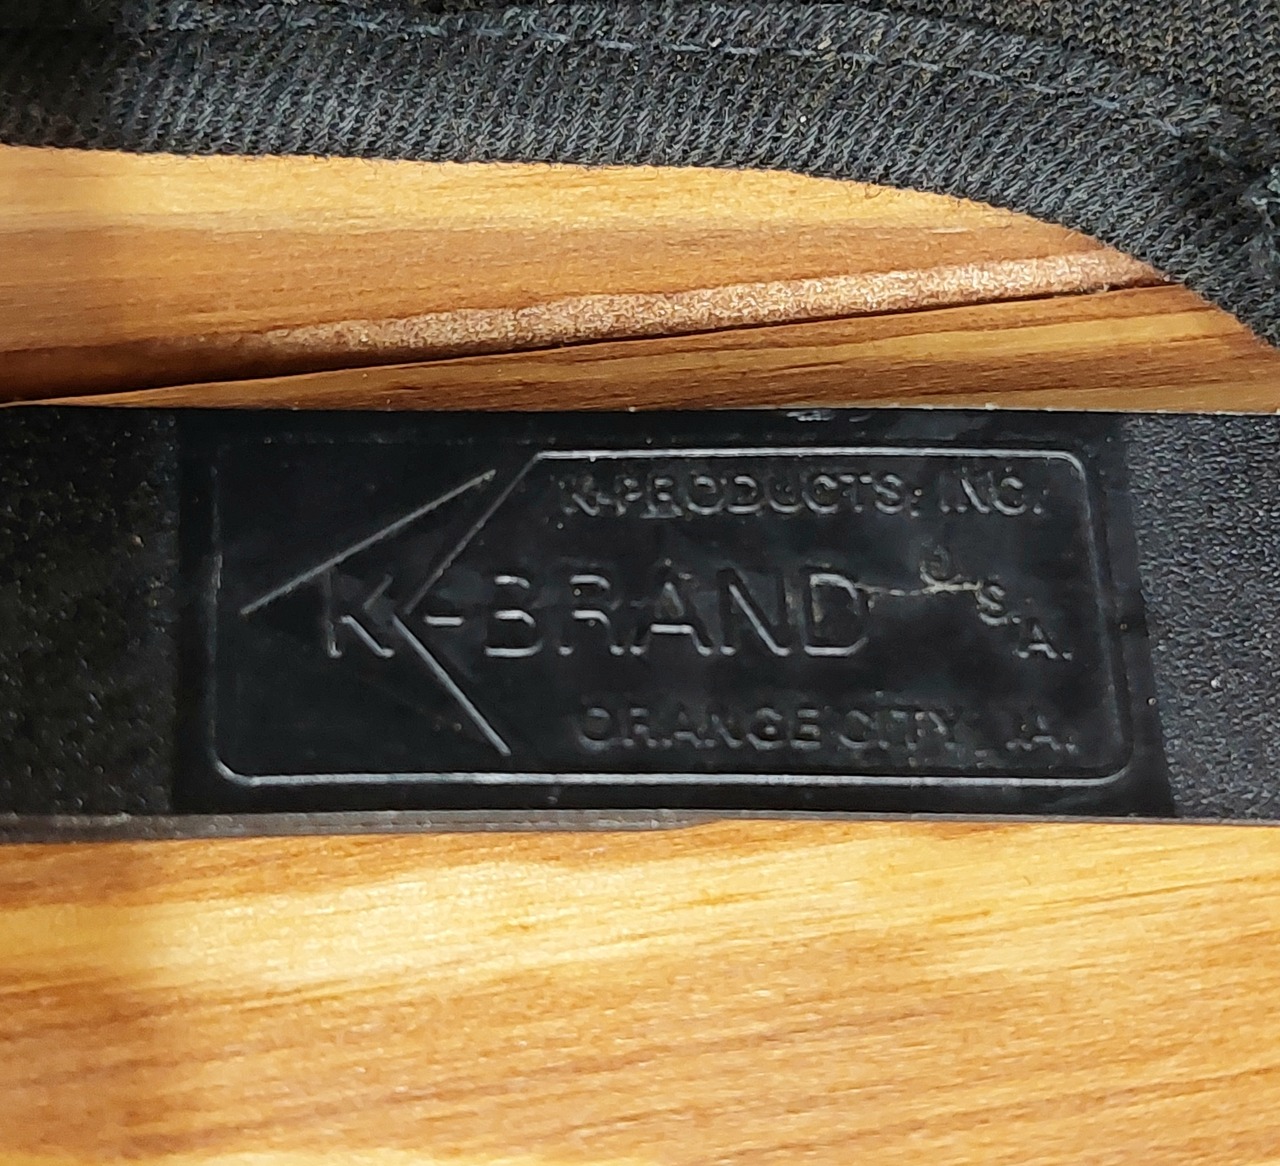 K-PRODUCTS, INC.
K-BRAND U.S.A.
ORANGE CITY, IA.